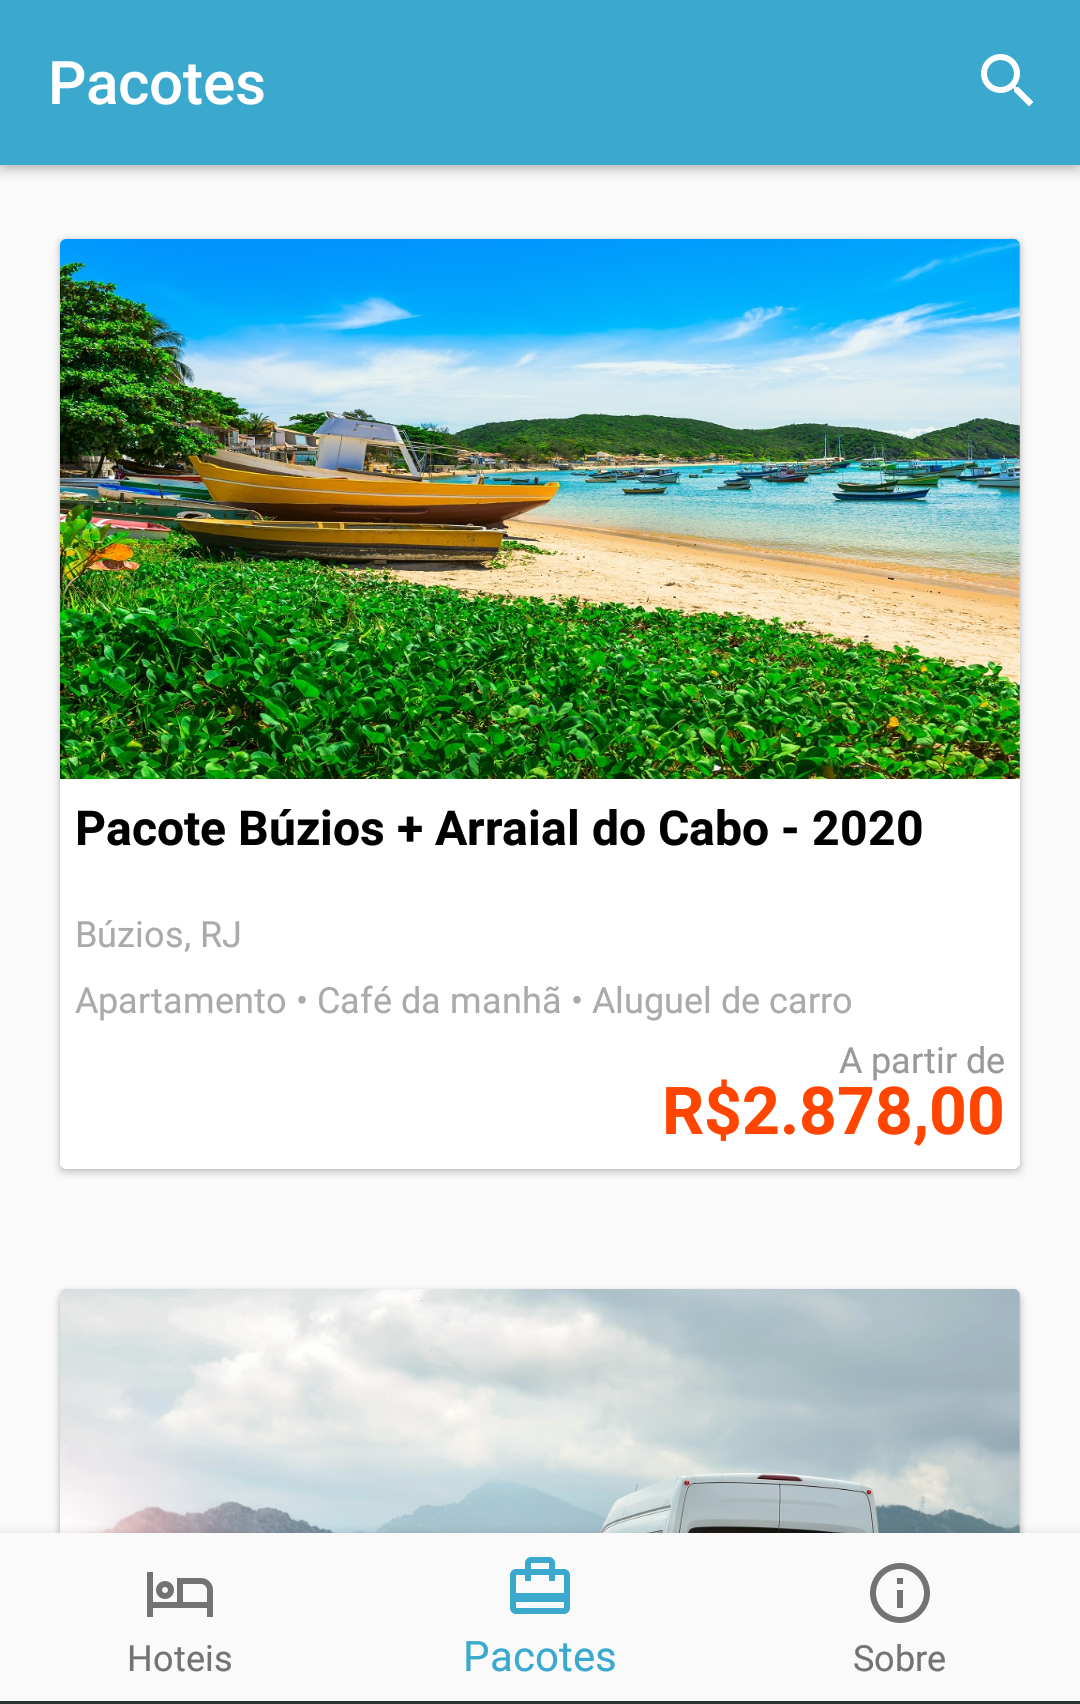 Pacotes
Pacote Búzios + Arraial do Cabo - 2020
Búzios, RJ
Apartamento • Café da manhã • Aluguel de carro
A partir de
R$2.878,00
Hoteis
Pacotes
Sobre